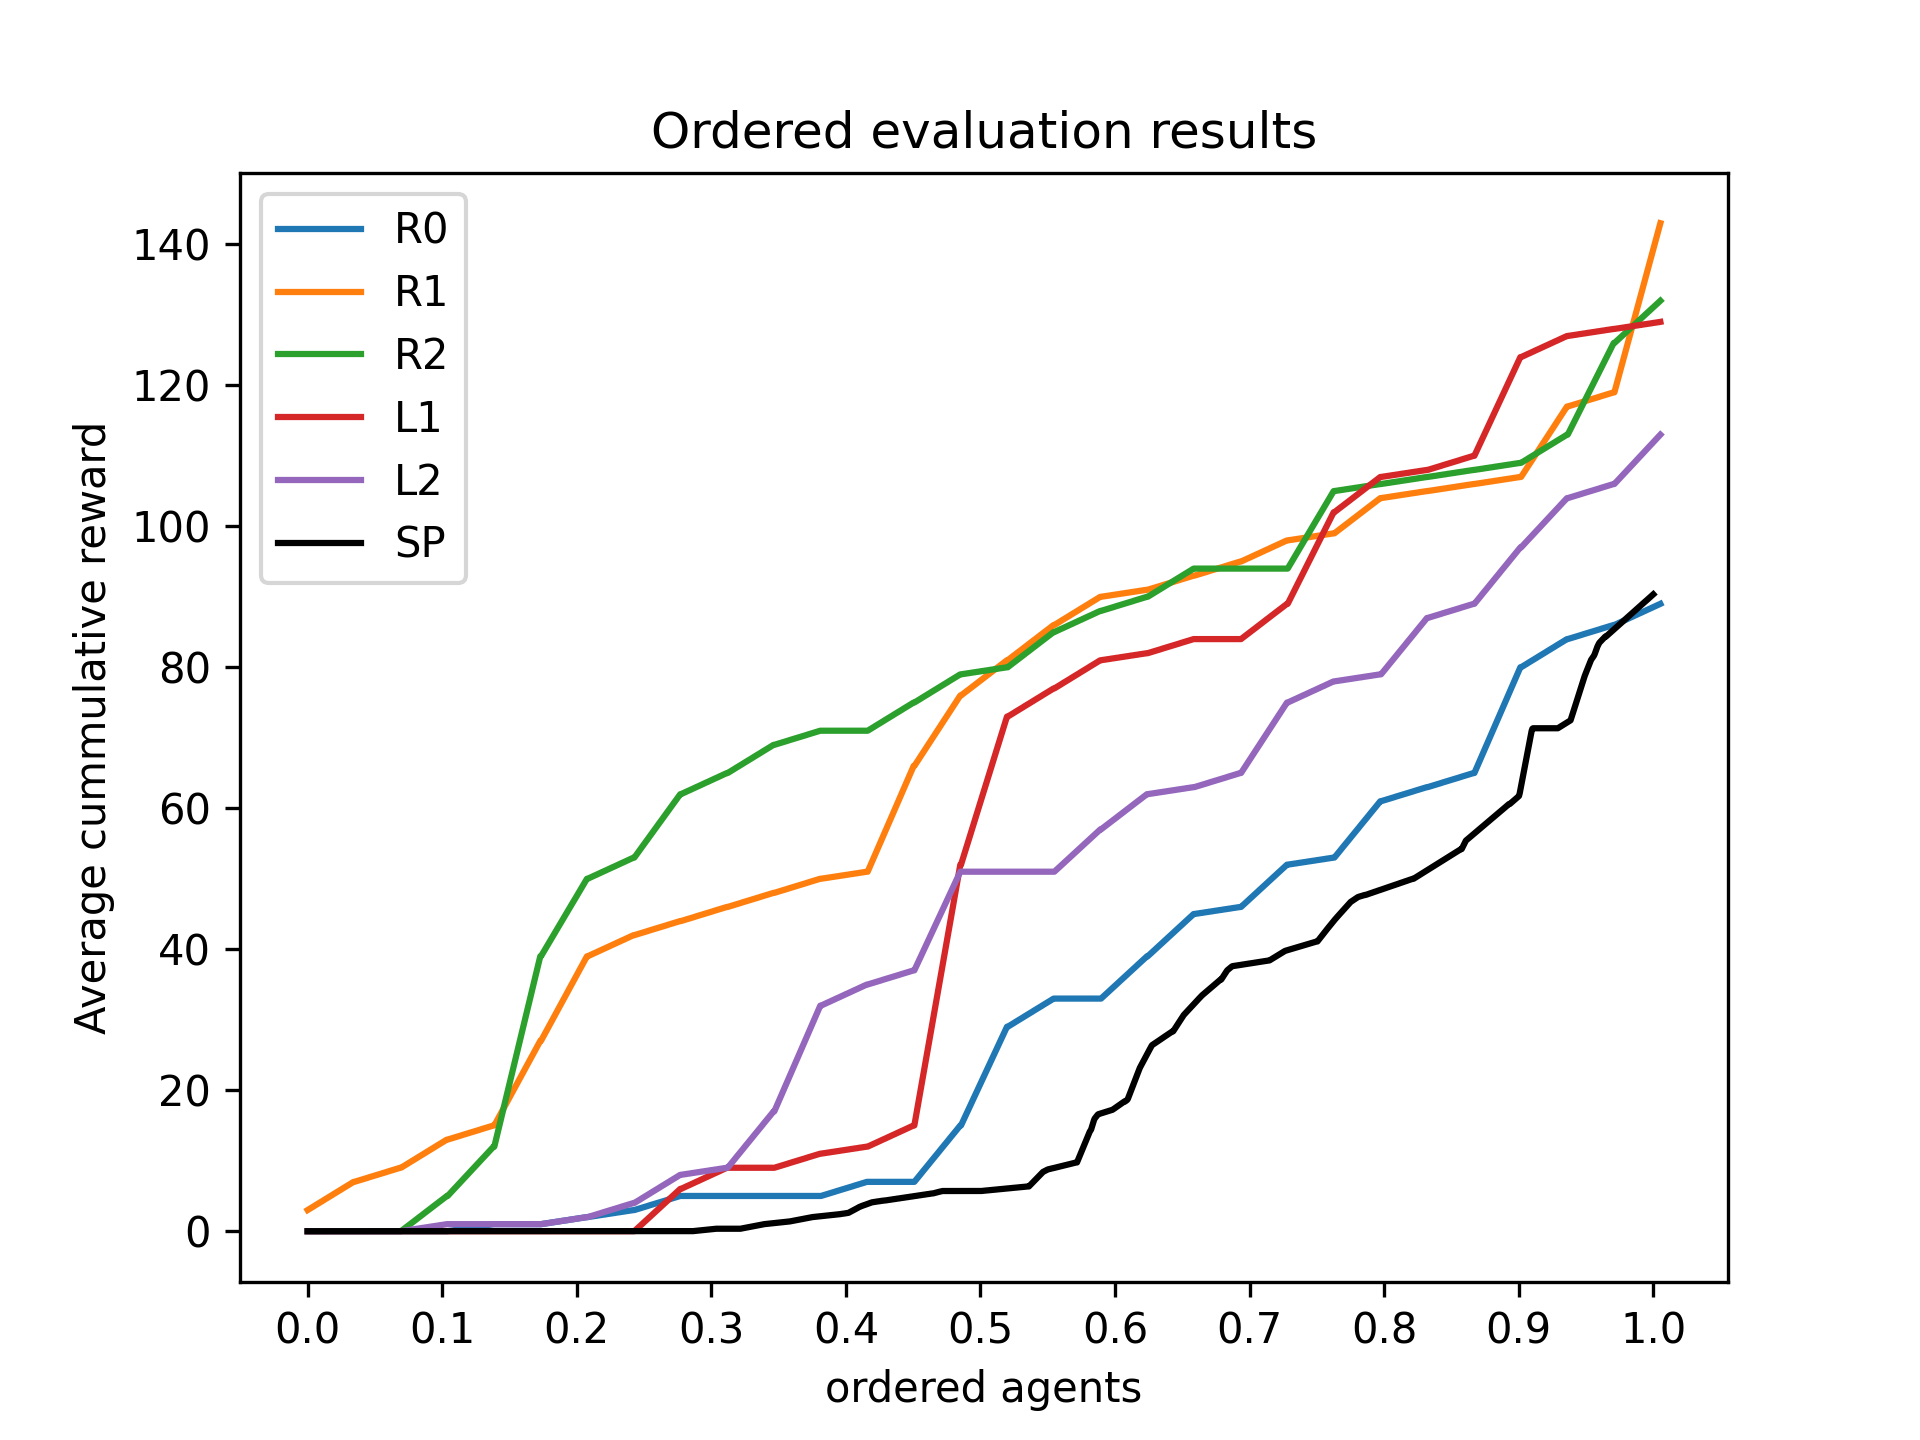 Ordered evaluation results
R0
R1
R2
L1
L2
SP
140
120
100
80
60
40
20
0
Average cummulative reward
0.0 0.1 0.2 0.3 0.4 0.5 0.6 0.7 0.8 0.9 1.0
ordered agents